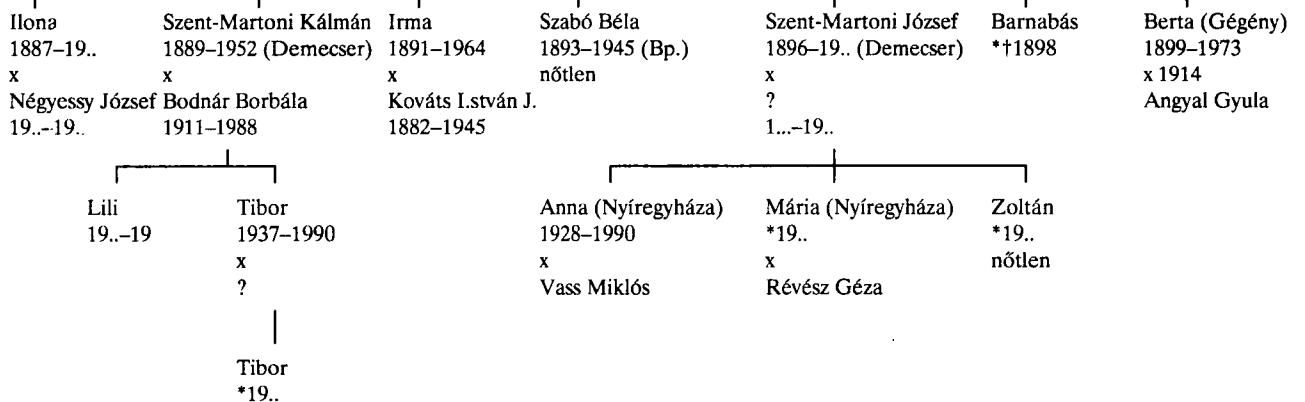 Ilona
1887–19..
x
Négyessy József
19..-19..
Szent-Martoni Kálmán
1889–1952 (Demecser)
x
Bodnár Borbála
1911–1988
Irma
1891–1964
x
Kováts I.stván J.
1882–1945
Szabó Béla
1893–1945 (Bp.)
nőtlen
Szent-Martoni József
1896–19.. (Demecser)
x
?
1...–19..
Barnabás
*†1898
Berta (Gégény)
1899–1973
x 1914
Angyal Gyula
Lili
19..–19
Tibor
1937–1990
x
?
Anna (Nyíregyháza)
1928–1990
x
Vass Miklós
Mária (Nyíregyháza)
*19..
x
Révész Géza
Zoltán
*19..
nőtlen
Tibor
*19..